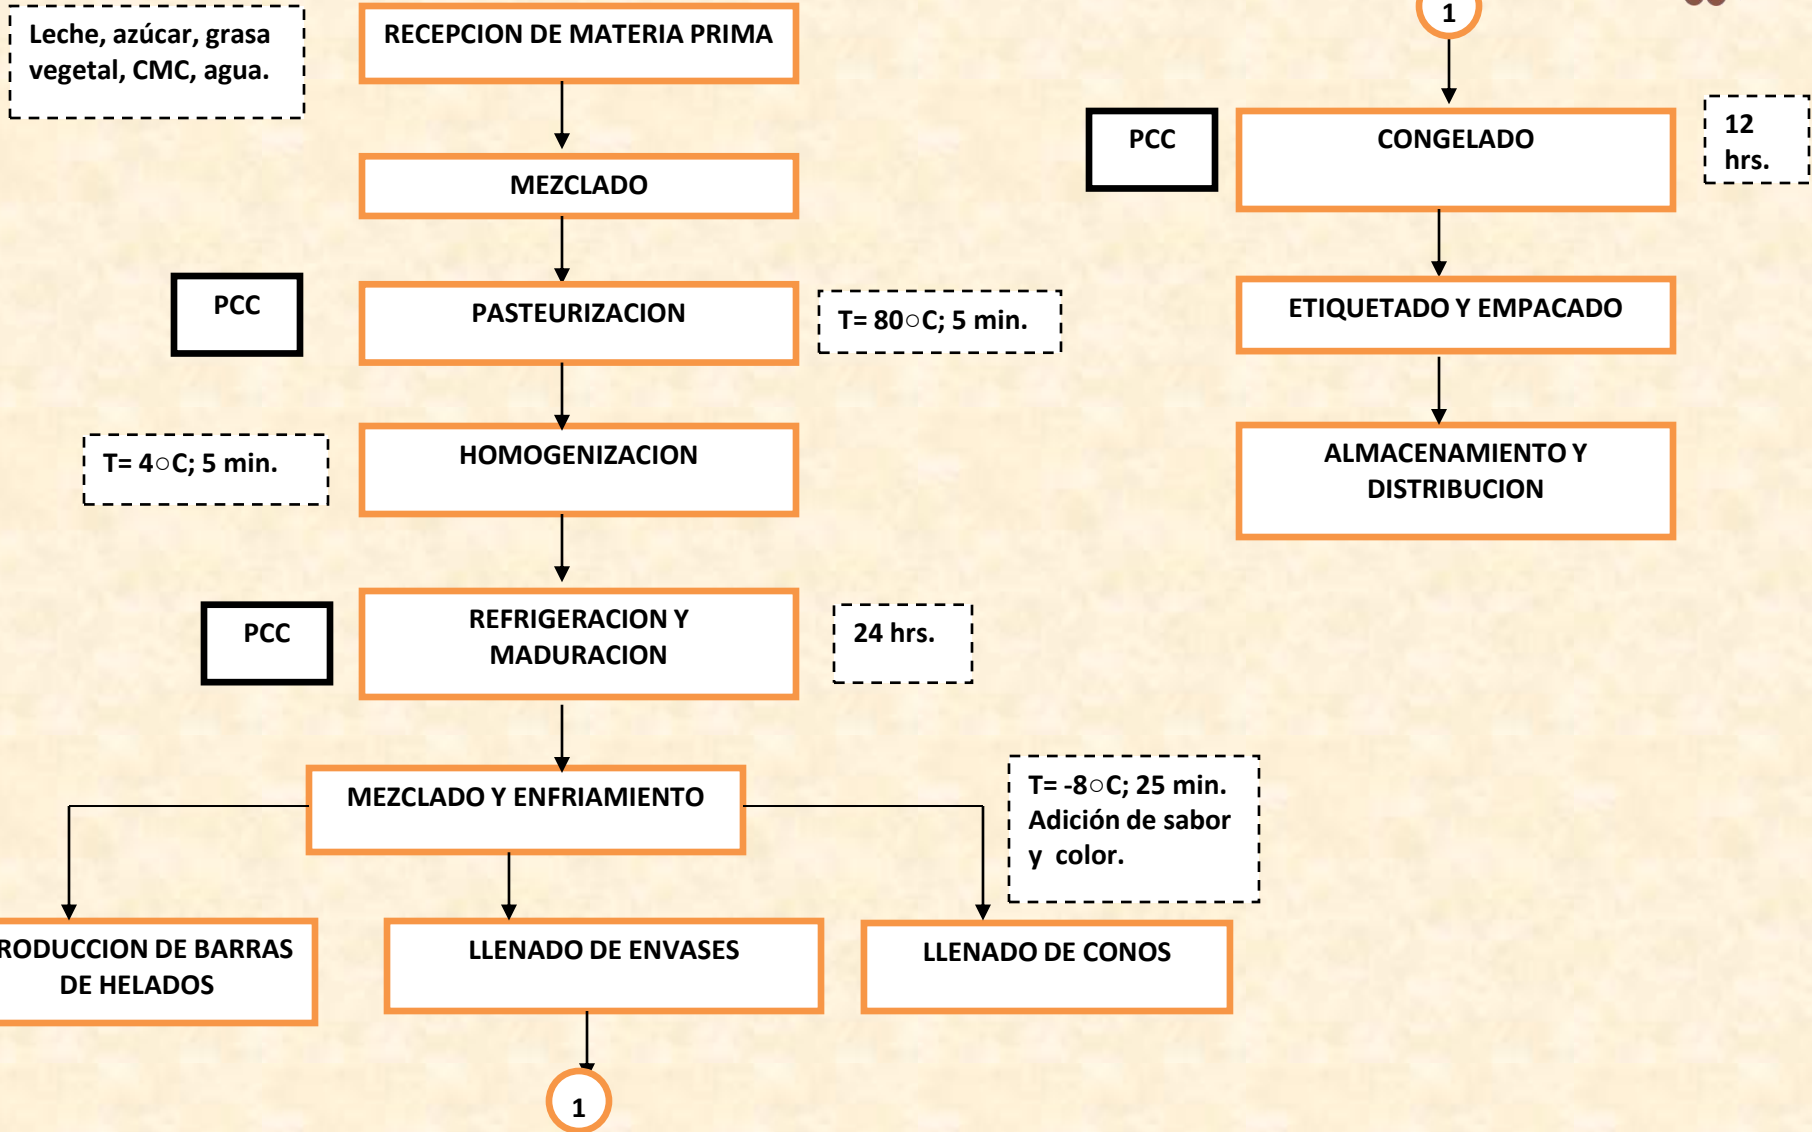 Leche, azúcar, grasa
vegetal, CMC, agua.
RECEPCION DE MATERIA PRIMA
MEZCLADO
PCC
PASTEURIZACION
T= 80○C; 5 min.
HOMOGENIZACION
T= 4○C; 5 min.
PCC
REFRIGERACION Y
MADURACION
24 hrs.
MEZCLADO Y ENFRIAMIENTO
T= -8○C; 25 min.
Adición de sabor
y color.
RODUCCION DE BARRAS
DE HELADOS
LLENADO DE ENVASES
LLENADO DE CONOS
1
1
PCC
CONGELADO
12
hrs.
ETIQUETADO Y EMPACADO
ALMACENAMIENTO Y
DISTRIBUCION